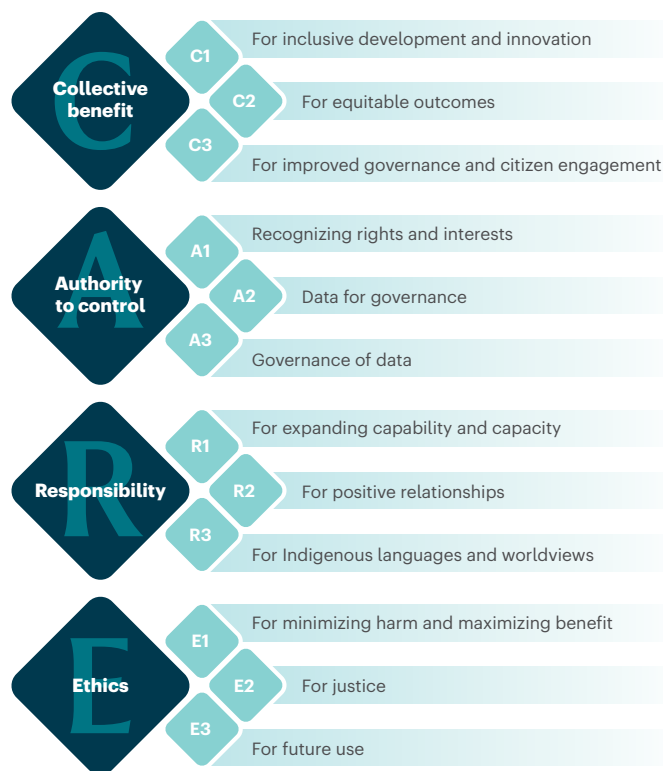 C
Collective
benefit
C1
For inclusive development and innovation
C2
For equitable outcomes
C3
For improved governance and citizen engagement
A
Authority
to control
A1
Recognizing rights and interests
A2
Data for governance
A3
Governance of data
R
Responsibility
R1
For expanding capability and capacity
R2
For positive relationships
R3
For Indigenous languages and worldviews
E
Ethics
E1
For minimizing harm and maximizing benefit
E2
For justice
E3
For future use